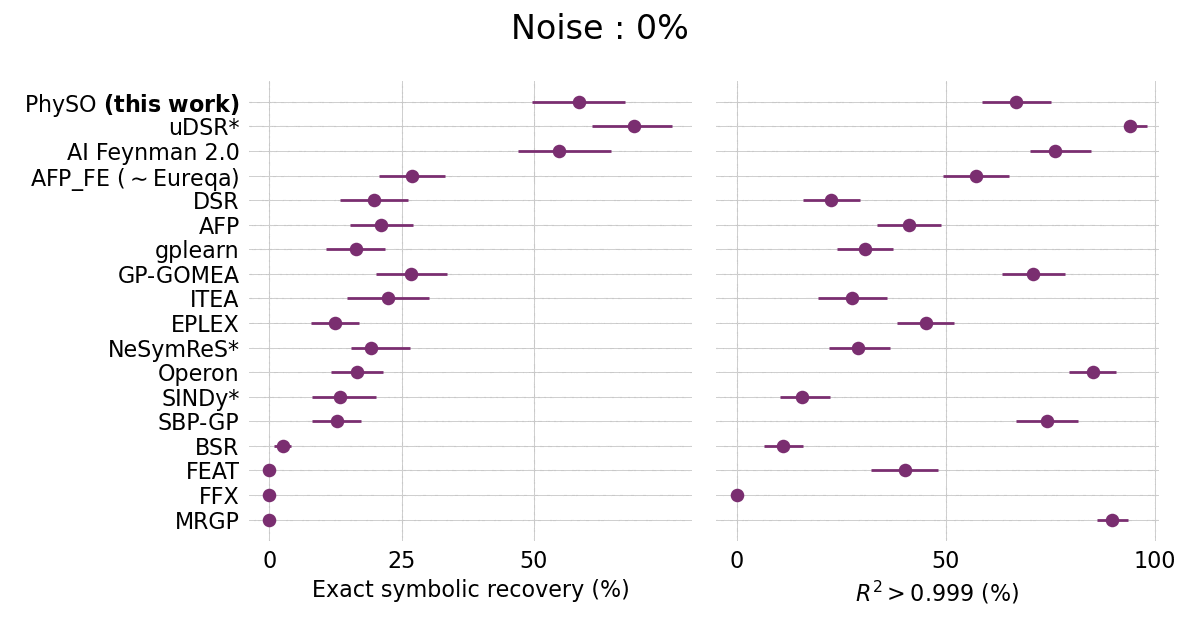 Noise : 0%
PhySO (this work)
uDSR*
AI Feynman 2.0
AFP_FE (∼Eureqa)
DSR
AFP
gplearn
GP-GOMEA
ITEA
EPLEX
NeSymReS*
Operon
SINDy*
SBP-GP
BSR
FEAT
FFX
MRGP
0 25 50
Exact symbolic recovery (%)
0 50 100
R² > 0.999 (%)